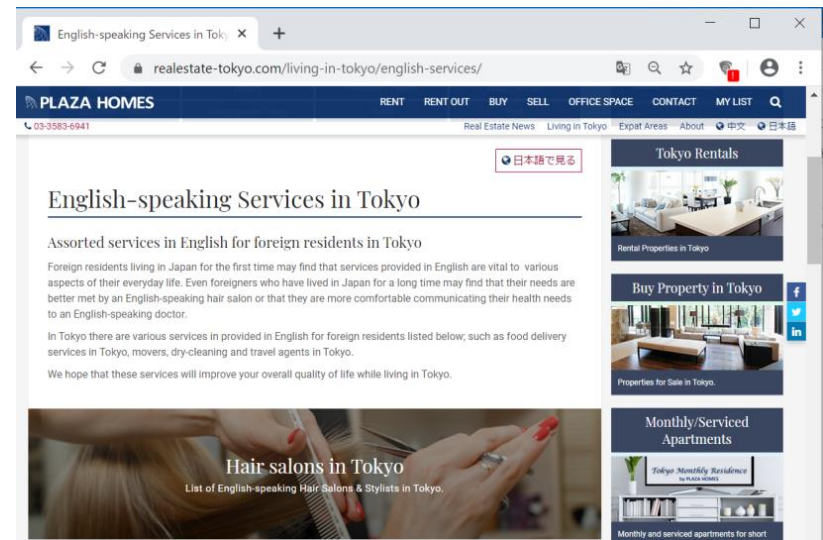 English-speaking Services in Tok
realestate-tokyo.com/living-in-tokyo/english-services/
PLAZA HOMES
RENT RENT OUT BUY SELL OFFICE SPACE CONTACT MY LIST
03-3583-6941
Real Estate News Living in Tokyo Expat Areas About 中文 日本語
日本語で見る
English-speaking Services in Tokyo
Assorted services in English for foreign residents in Tokyo
Foreign residents living in Japan for the first time may find that services provided in English are vital to various
aspects of their everyday life. Even foreigners who have lived in Japan for a long time may find that their needs are
better met by an English-speaking hair salon or that they are more comfortable communicating their health needs
to an English-speaking doctor.
In Tokyo there are various services in provided in English for foreign residents listed below; such as food delivery
services in Tokyo, movers, dry-cleaning and travel agents in Tokyo.
We hope that these services will improve your overall quality of life while living in Tokyo.
Hair salons in Tokyo
List of English-speaking Hair Salons & Stylists in Tokyo.
Tokyo Rentals
Rental Properties in Tokyo
Buy Property in Tokyo
Properties for Sale in Tokyo.
Monthly/Serviced
Apartments
Tokyo Monthly Residence
by PLAZA HOMES
Monthly and serviced apartments for short
f
in